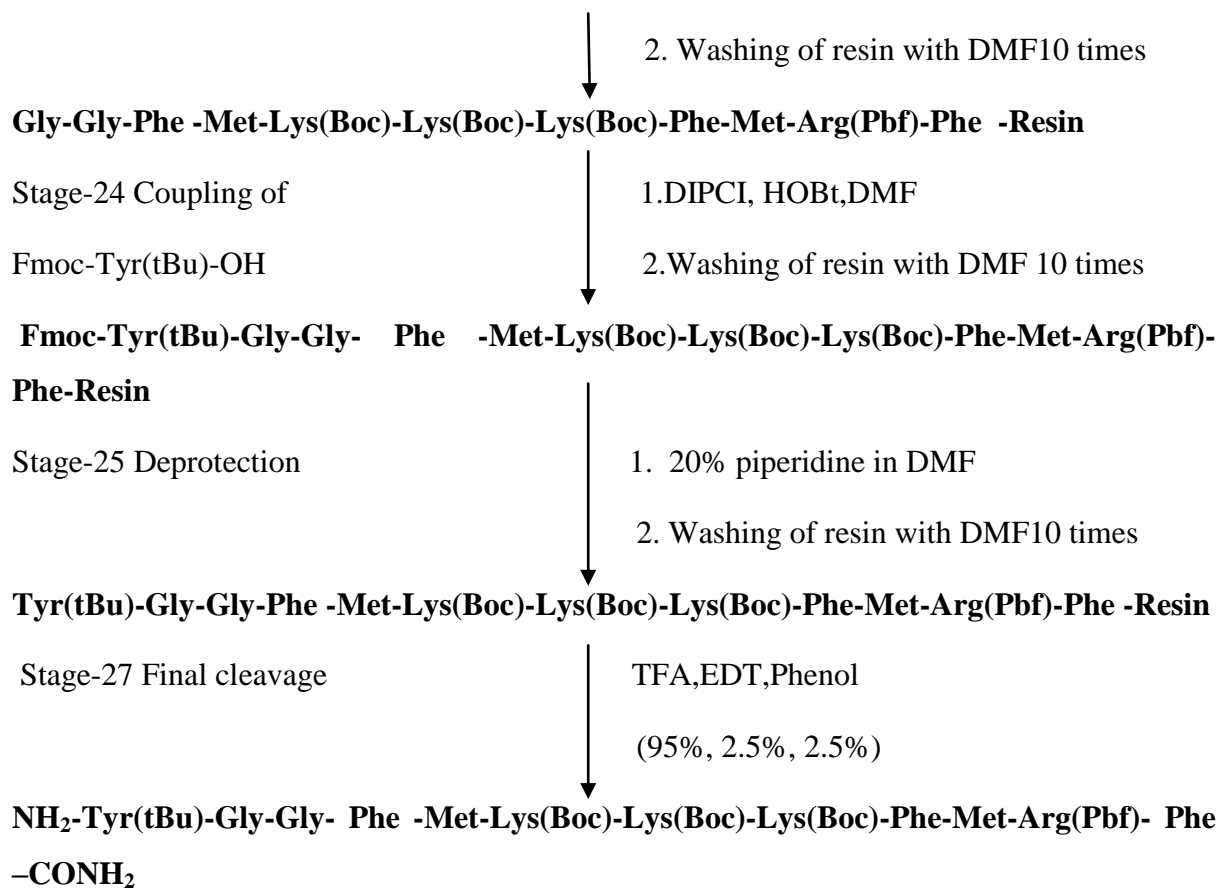 2. Washing of resin with DMF10 times
Gly-Gly-Phe -Met-Lys(Boc)-Lys(Boc)-Lys(Boc)-Phe-Met-Arg(Pbf)-Phe -Resin
Stage-24 Coupling of 1.DIPCI, HOBt,DMF
Fmoc-Tyr(tBu)-OH 2.Washing of resin with DMF 10 times
Fmoc-Tyr(tBu)-Gly-Gly- Phe -Met-Lys(Boc)-Lys(Boc)-Lys(Boc)-Phe-Met-Arg(Pbf)-
Phe-Resin
Stage-25 Deprotection 1. 20% piperidine in DMF
2. Washing of resin with DMF10 times
Tyr(tBu)-Gly-Gly-Phe -Met-Lys(Boc)-Lys(Boc)-Lys(Boc)-Phe-Met-Arg(Pbf)-Phe -Resin
Stage-27 Final cleavage TFA,EDT,Phenol
(95%, 2.5%, 2.5%)
NH₂-Tyr(tBu)-Gly-Gly- Phe -Met-Lys(Boc)-Lys(Boc)-Lys(Boc)-Phe-Met-Arg(Pbf)- Phe
–CONH₂